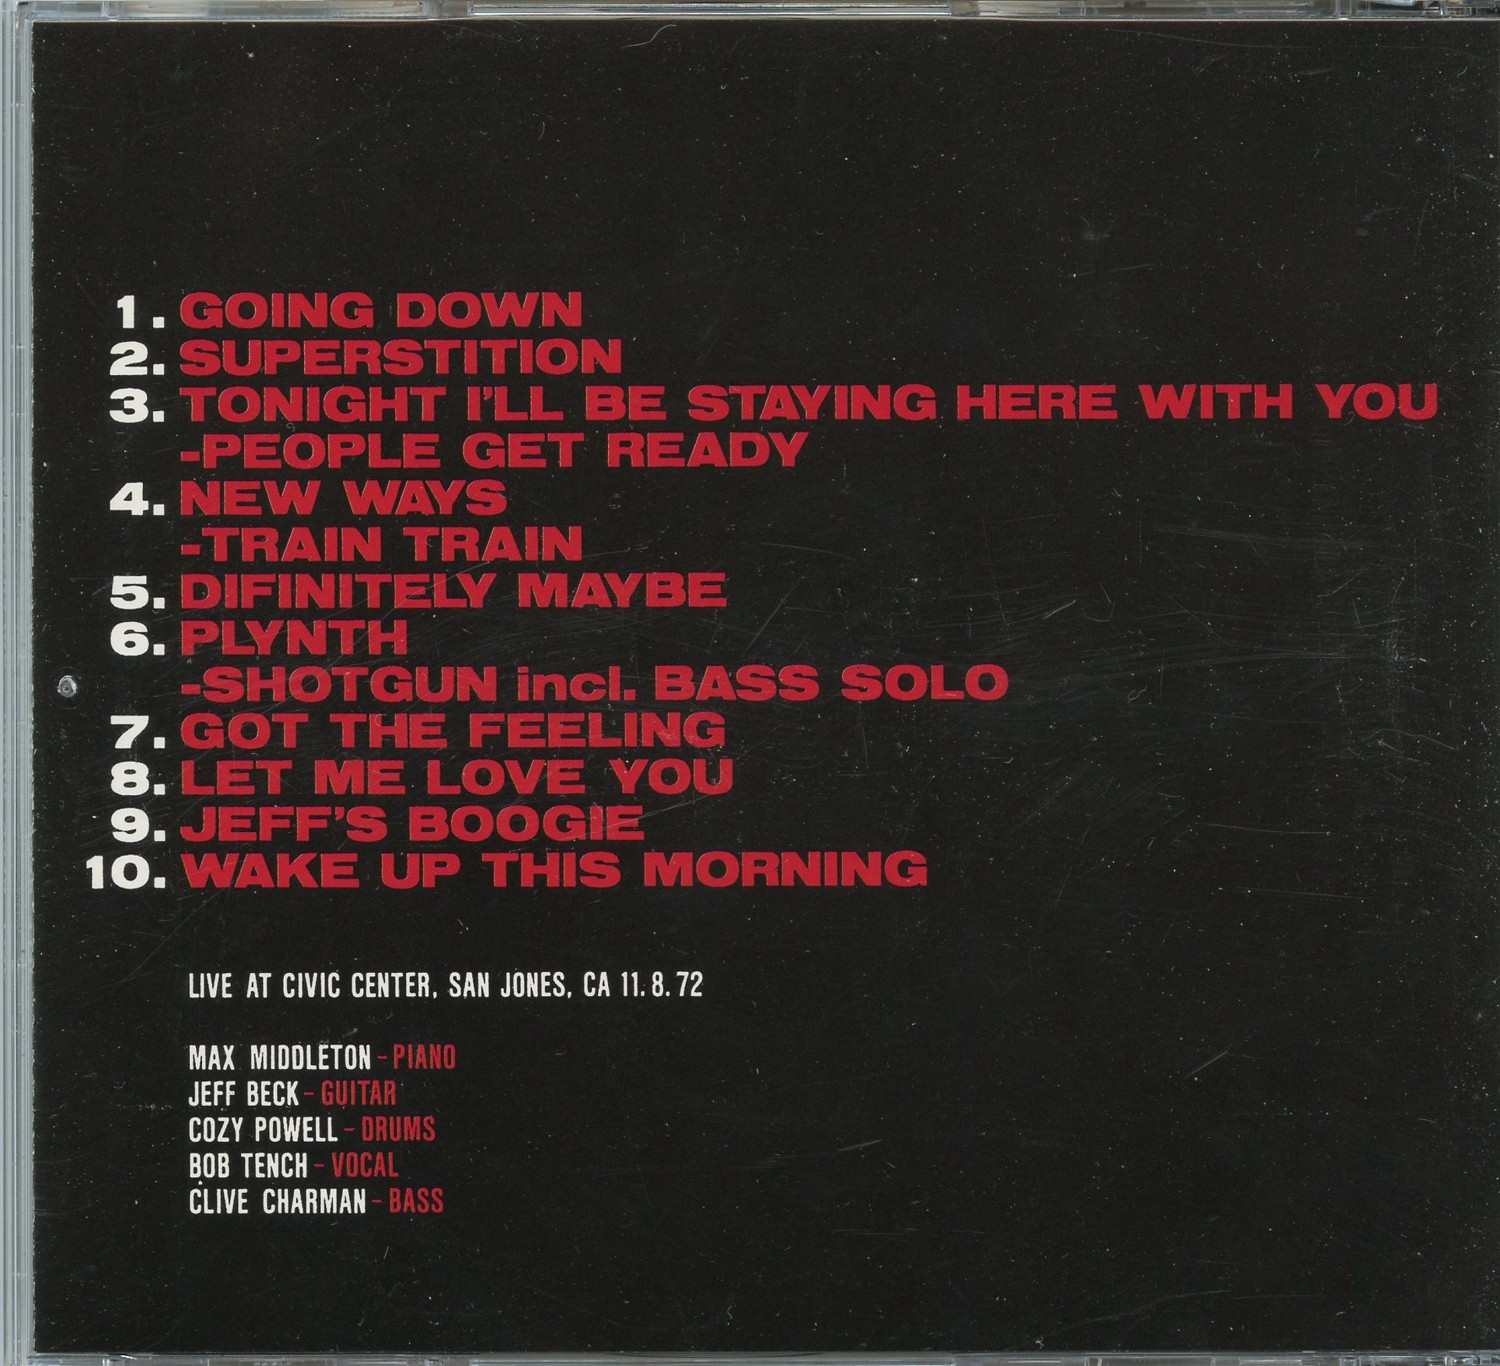 1. GOING DOWN
2. SUPERSTITION
3. TONIGHT I'LL BE STAYING HERE WITH YOU
-PEOPLE GET READY
4. NEW WAYS
-TRAIN TRAIN
5. DIFINITELY MAYBE
6. PLYNTH
-SHOTGUN incl. BASS SOLO
7. GOT THE FEELING
8. LET ME LOVE YOU
9. JEFF'S BOOGIE
10. WAKE UP THIS MORNING
LIVE AT CIVIC CENTER, SAN JONES, CA 11. 8. 72
MAX MIDDLETON - PIANO
JEFF BECK - GUITAR
COZY POWELL - DRUMS
BOB TENCH - VOCAL
CLIVE CHARMAN - BASS